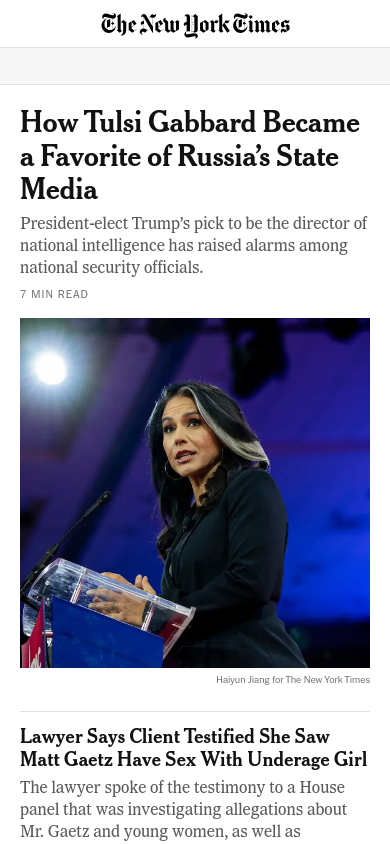 The New York Times
How Tulsi Gabbard Became
a Favorite of Russia’s State
Media
President-elect Trump’s pick to be the director of
national intelligence has raised alarms among
national security officials.
7 MIN READ
Haiyun Jiang for The New York Times
Lawyer Says Client Testified She Saw
Matt Gaetz Have Sex With Underage Girl
The lawyer spoke of the testimony to a House
panel that was investigating allegations about
Mr. Gaetz and young women, as well as